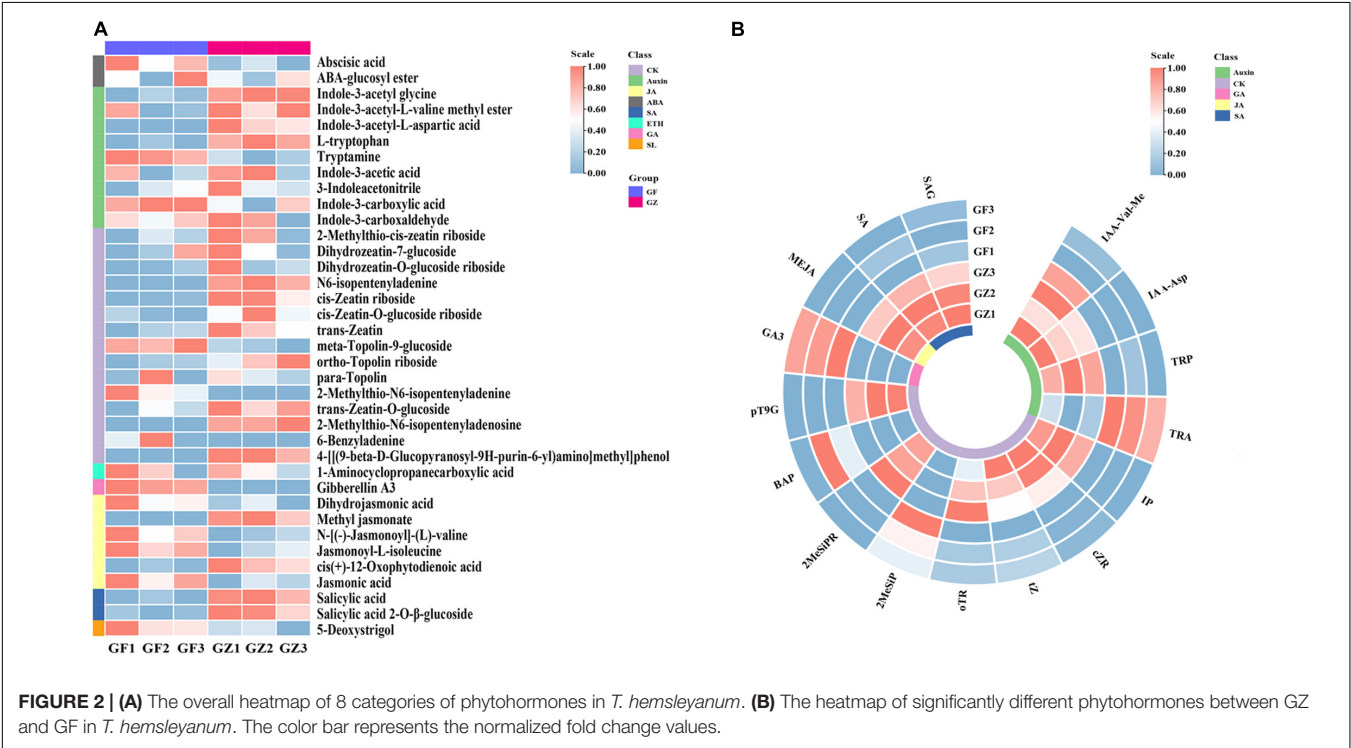 A
B
Abscisic acid
ABA-glucosyl ester
Indole-3-acetyl glycine
Indole-3-acetyl-L-valine methyl ester
Indole-3-acetyl-L-aspartic acid
L-tryptophan
Tryptamine
Indole-3-acetic acid
3-Indoleacetonitrile
Indole-3-carboxylic acid
Indole-3-carboxaldehyde
2-Methylthio-cis-zeatin riboside
Dihydrozeatin-7-glucoside
Dihydrozeatin-O-glucoside riboside
N6-isopentenyladenine
cis-Zeatin riboside
cis-Zeatin-O-glucoside riboside
trans-Zeatin
meta-Topolin-9-glucoside
ortho-Topolin riboside
para-Topolin
2-Methylthio-N6-isopentenyladenine
trans-Zeatin-O-glucoside
2-Methylthio-N6-isopentenyladenosine
6-Benzyladenine
4-[[(9-beta-D-Glucopyranosyl-9H-purin-6-yl)amino]methyl]phenol
1-Aminocyclopropanecarboxylic acid
Gibberellin A3
Dihydrojasmonic acid
Methyl jasmonate
N-[(-)-Jasmonoyl]-(L)-valine
Jasmonoyl-L-isoleucine
cis(+)-12-Oxophytodienoic acid
Jasmonic acid
Salicylic acid
Salicylic acid 2-O-β-glucoside
5-Deoxystrigol
GF1 GF2 GF3 GZ1 GZ2 GZ3
Scale
1.00
0.80
0.60
0.40
0.20
0.00
Class
CK
Auxin
JA
ABA
SA
ETH
GA
SL
Group
GF
GZ
Scale
1.00
0.80
0.60
0.40
0.20
0.00
Class
Auxin
CK
GA
JA
SA
GF3
GF2
GF1
GZ3
GZ2
GZ1
IAA-Val-Me
IAA-Asp
TRP
TRA
IP
cZR
tZ
oTR
2MeSiP
2MeSiPR
BAP
pT9G
GA3
MEJA
SA
SAG
FIGURE 2 | (A) The overall heatmap of 8 categories of phytohormones in T. hemsleyanum. (B) The heatmap of significantly different phytohormones between GZ
and GF in T. hemsleyanum. The color bar represents the normalized fold change values.